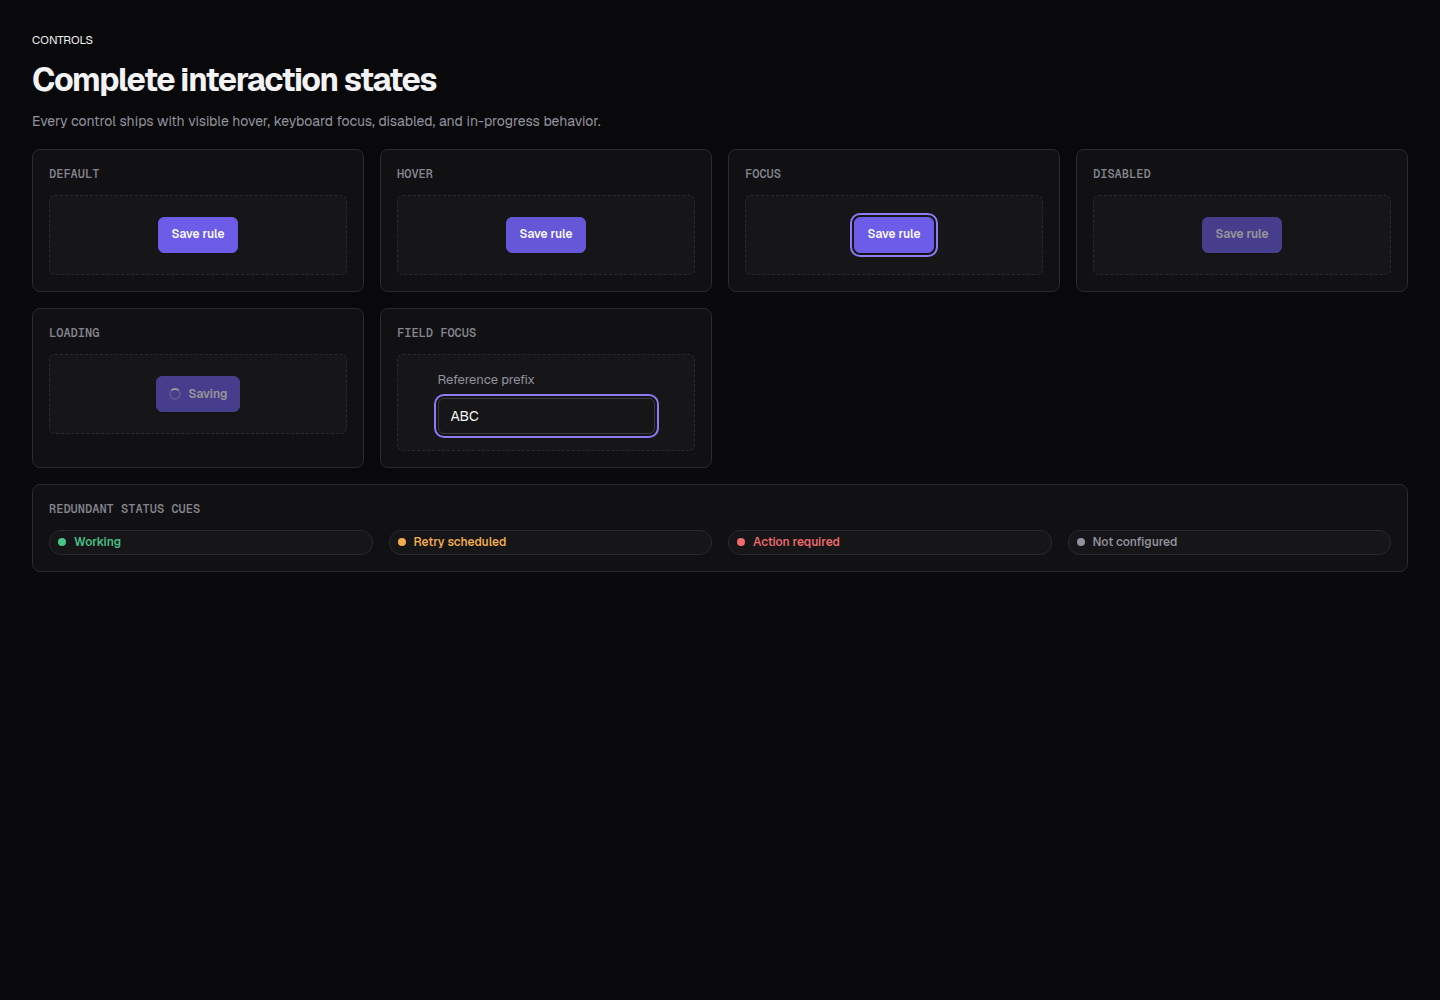 CONTROLS
Complete interaction states
Every control ships with visible hover, keyboard focus, disabled, and in-progress behavior.
DEFAULT
Save rule
HOVER
Save rule
FOCUS
Save rule
DISABLED
Save rule
LOADING
Saving
FIELD FOCUS
Reference prefix
ABC
REDUNDANT STATUS CUES
Working
Retry scheduled
Action required
Not configured